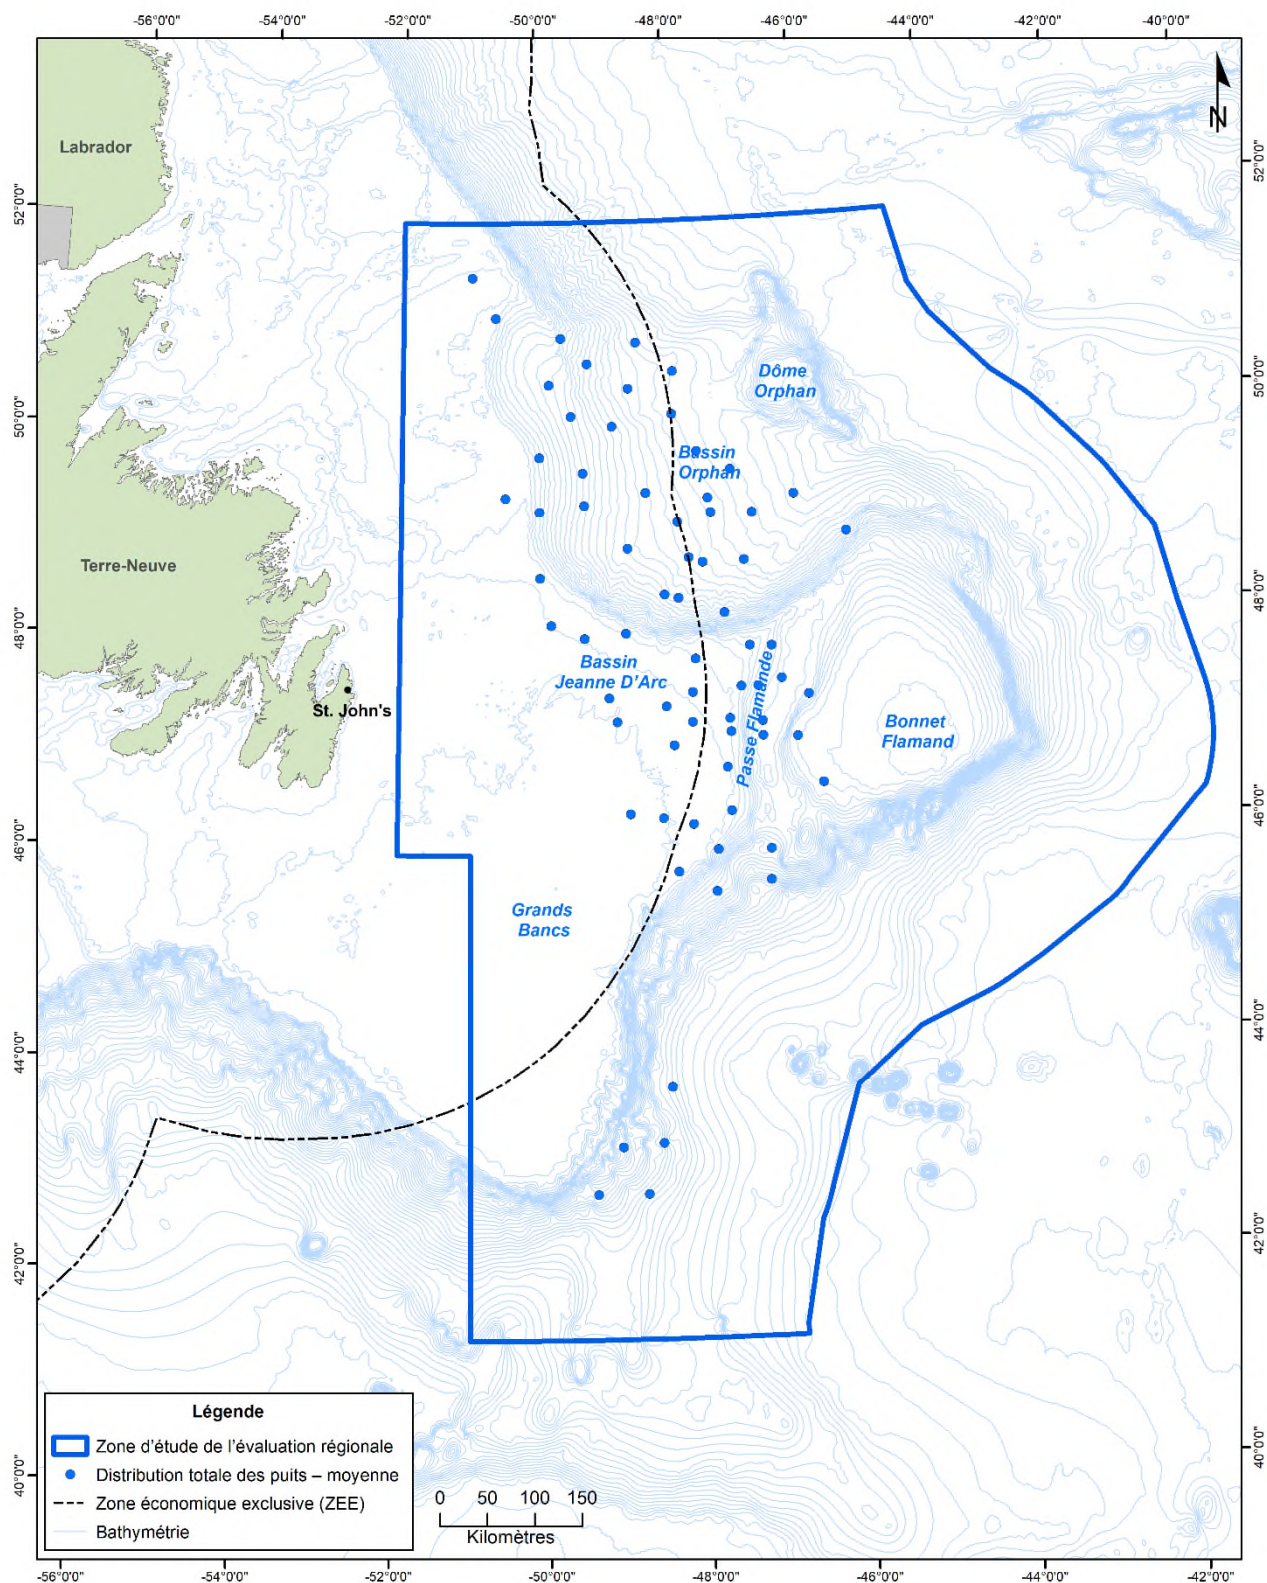 -56°0'0"
-54°0'0"
-52°0'0"
-50°0'0"
-48°0'0"
-46°0'0"
-44°0'0"
-42°0'0"
-40°0'0"
N
Labrador
52°0'0"
52°0'0"
Dôme
Orphan
50°0'0"
50°0'0"
Bassin
Orphan
Terre-Neuve
48°0'0"
48°0'0"
Bassin
Jeanne D'Arc
St. John's
Passe Flamande
Bonnet
Flamand
46°0'0"
46°0'0"
Grands
Bancs
44°0'0"
44°0'0"
42°0'0"
42°0'0"
40°0'0"
40°0'0"
Légende
Zone d'étude de l'évaluation régionale
Distribution totale des puits – moyenne
Zone économique exclusive (ZEE)
Bathymétrie
0 50 100 150
Kilomètres
-56°0'0"
-54°0'0"
-52°0'0"
-50°0'0"
-48°0'0"
-46°0'0"
-44°0'0"
-42°0'0"